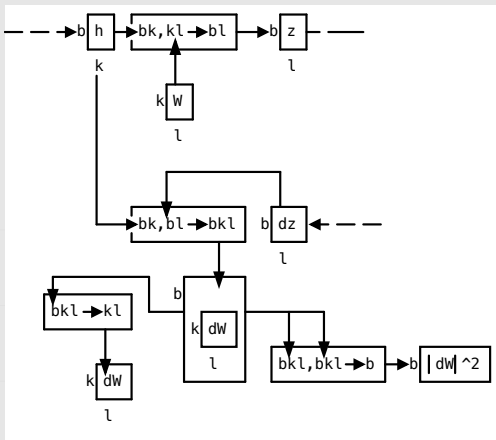 b h bk,kl→bl b z
k l
k W
l
bk,bl→bkl b dz
l
b
bkl→kl k dW
l
k dW bkl,bkl→b b |dW|^2
l